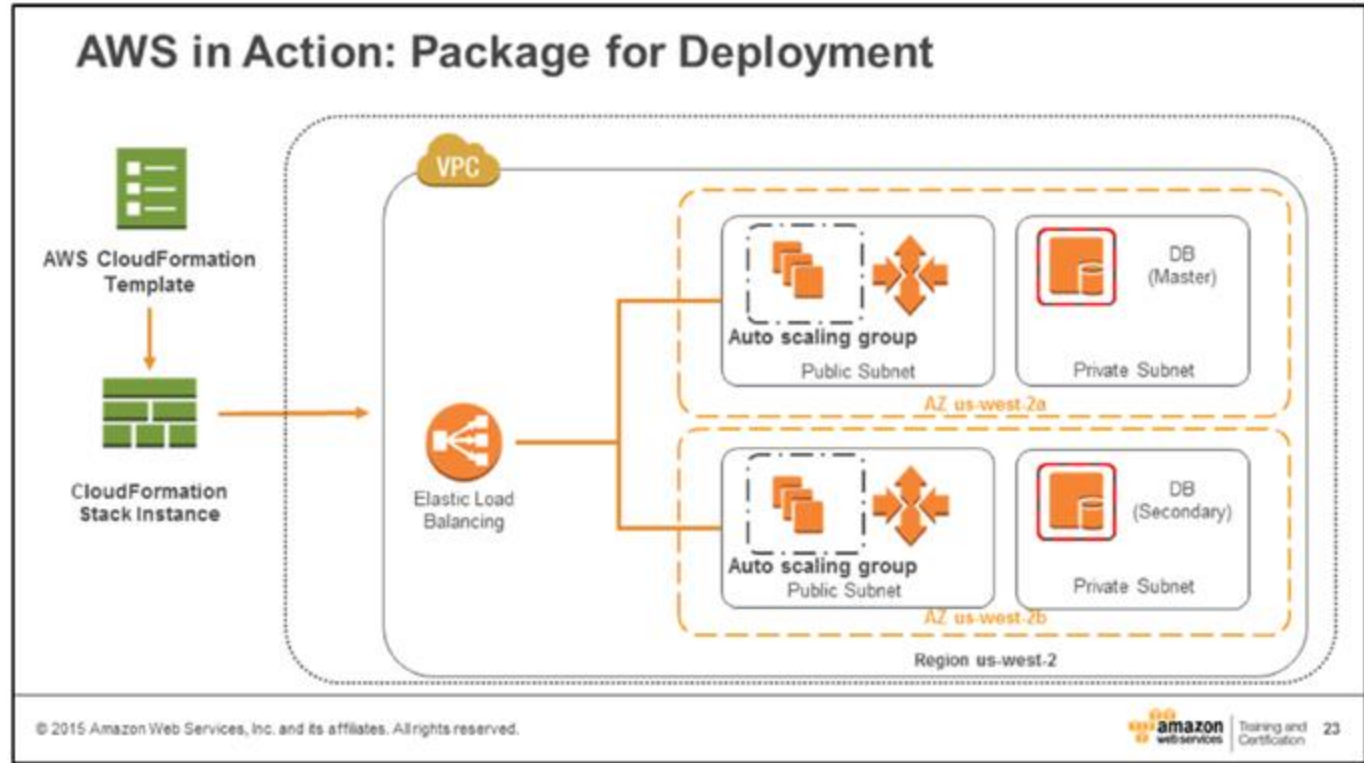 AWS in Action: Package for Deployment
VPC
AWS CloudFormation
Template
CloudFormation
Stack Instance
Elastic Load
Balancing
Auto scaling group
Public Subnet
DB
(Master)
Private Subnet
AZ us-west-2a
Auto scaling group
Public Subnet
DB
(Secondary)
Private Subnet
AZ us-west-2b
Region us-west-2
© 2015 Amazon Web Services, Inc. and its affiliates. All rights reserved.
amazon
webservices
Training and
Certification
23